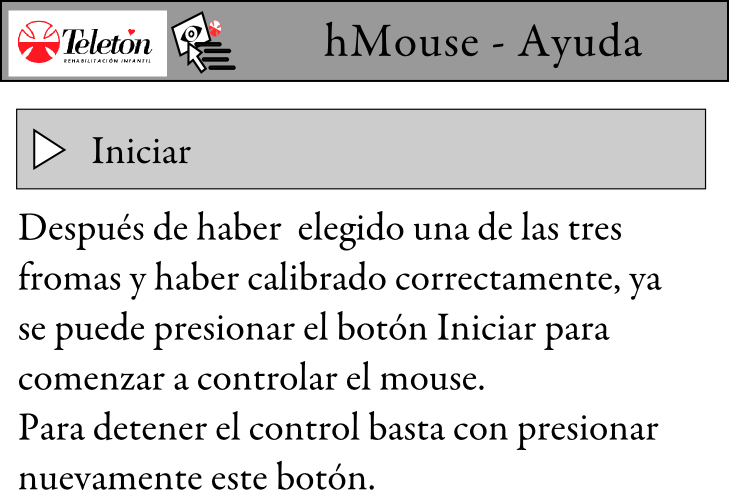 Teletón
REHABILITACIÓN INFANTIL
hMouse - Ayuda
Iniciar
Después de haber elegido una de las tres
fromas y haber calibrado correctamente, ya
se puede presionar el botón Iniciar para
comenzar a controlar el mouse.
Para detener el control basta con presionar
nuevamente este botón.